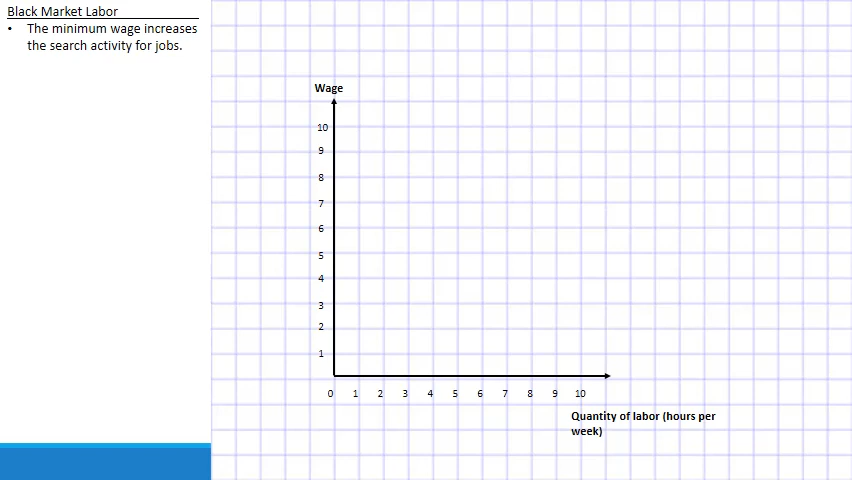 Black Market Labor
• The minimum wage increases
the search activity for jobs.
Wage
10
9
8
7
6
5
4
3
2
1
0 1 2 3 4 5 6 7 8 9 10
Quantity of labor (hours per
week)